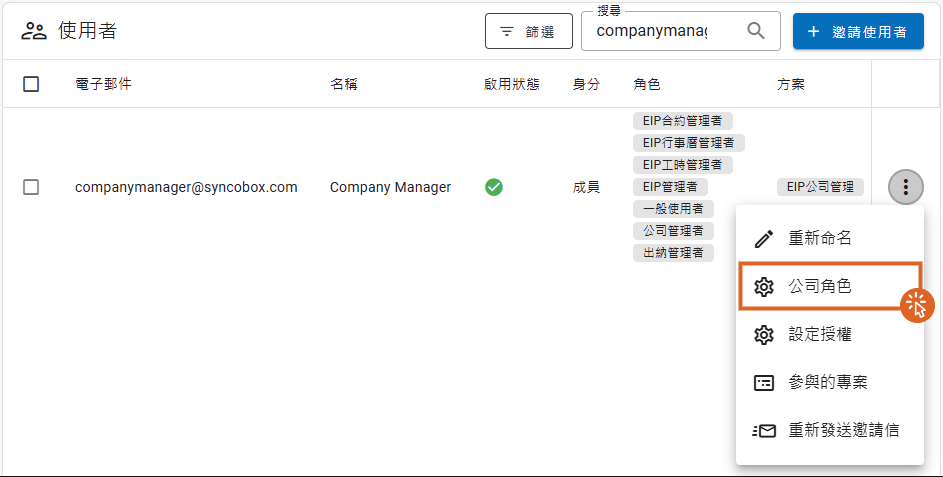 使用者
篩選
搜尋
companymanag
邀請使用者
電子郵件
名稱
啟用狀態
身分
角色
方案
companymanager@syncobox.com
Company Manager
成員
EIP合約管理者
EIP行事曆管理者
EIP工時管理者
EIP管理者
一般使用者
公司管理者
出納管理者
EIP公司管理
重新命名
公司角色
設定授權
參與的專案
重新發送邀請信